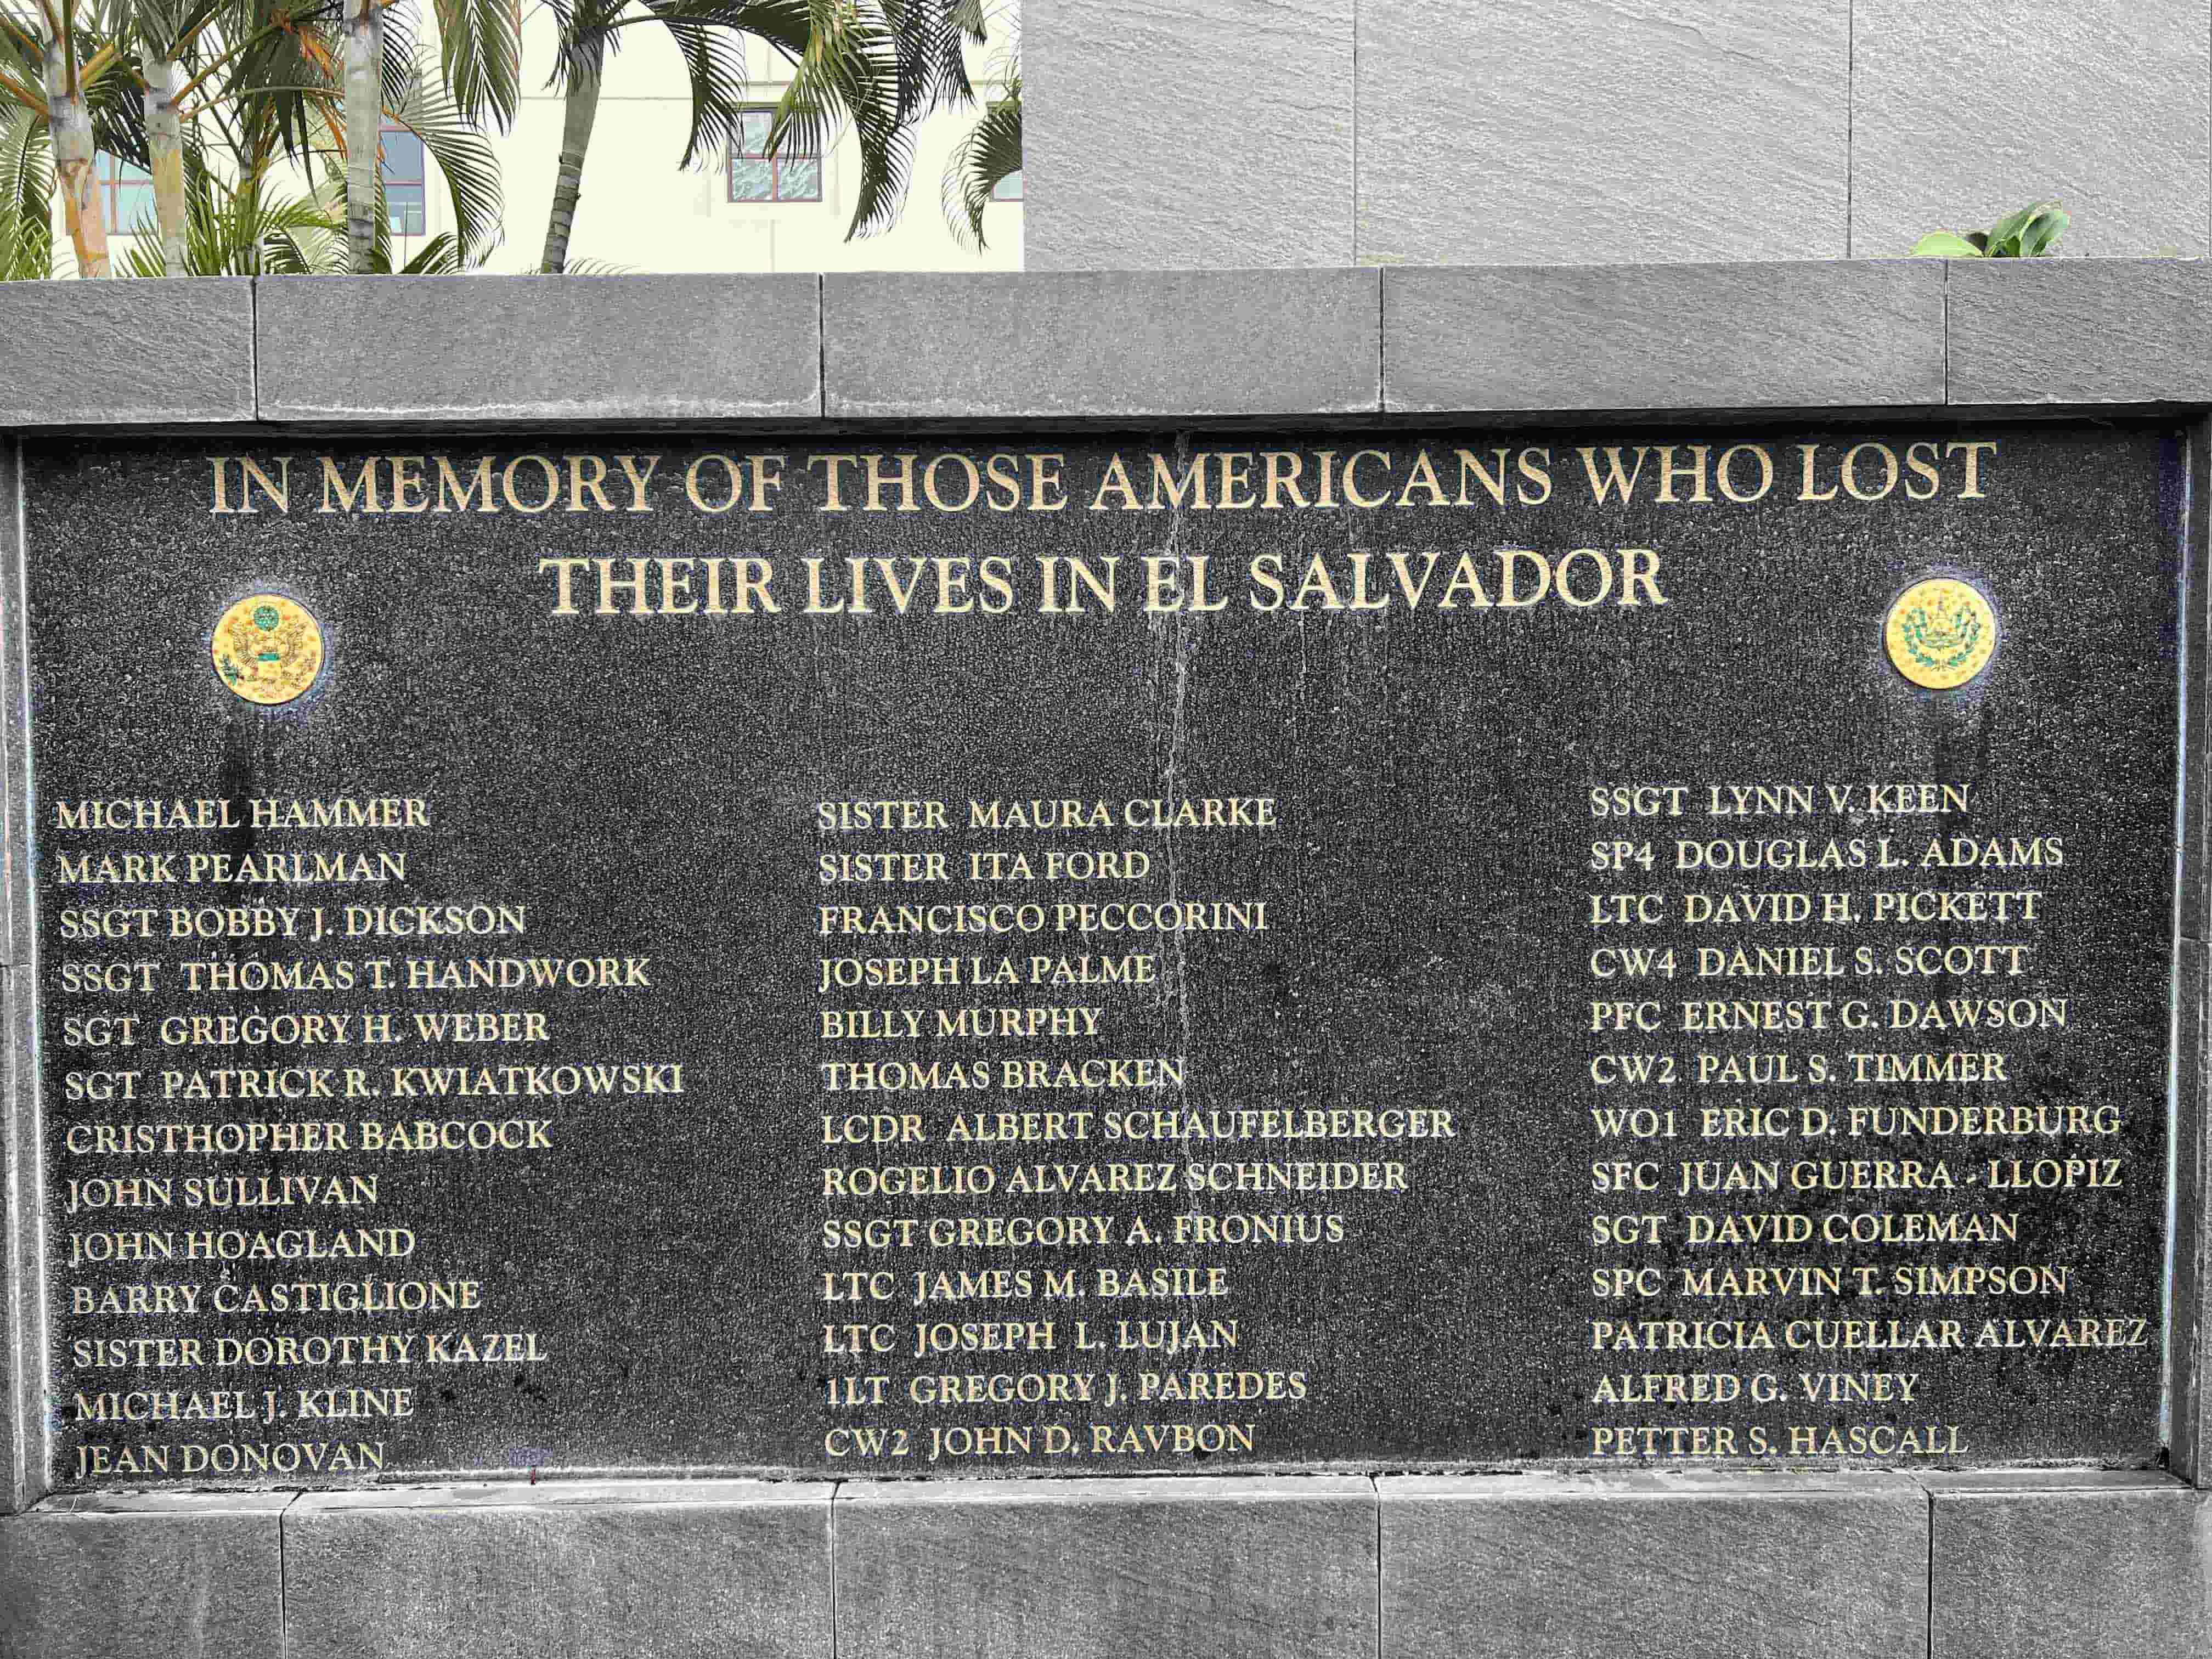 IN MEMORY OF THOSE AMERICANS WHO LOST
THEIR LIVES IN EL SALVADOR
MICHAEL HAMMER
MARK PEARLMAN
SSGT BOBBY J. DICKSON
SSGT THOMAS T. HANDWORK
SGT GREGORY H. WEBER
SGT PATRICK R. KWIATKOWSKI
CRISTHOPHER BABCOCK
JOHN SULLIVAN
JOHN HOAGLAND
BARRY CASTIGLIONE
SISTER DOROTHY KAZEL
MICHAEL J. KLINE
JEAN DONOVAN
SISTER MAURA CLARKE
SISTER ITA FORD
FRANCISCO PECCORINI
JOSEPH LA PALME
BILLY MURPHY
THOMAS BRACKEN
LCDR ALBERT SCHAUFELBERGER
ROGELIO ALVAREZ SCHNEIDER
SSGT GREGORY A. FRONIUS
LTC JAMES M. BASILE
LTC JOSEPH L. LUJAN
1LT GREGORY J. PAREDES
CW2 JOHN D. RAVBON
SSGT LYNN V. KEEN
SP4 DOUGLAS L. ADAMS
LTC DAVID H. PICKETT
CW4 DANIEL S. SCOTT
PFC ERNEST G. DAWSON
CW2 PAUL S. TIMMER
WO1 ERIC D. FUNDERBURG
SFC JUAN GUERRA - LLOPIZ
SGT DAVID COLEMAN
SPC MARVIN T. SIMPSON
PATRICIA CUELLAR ALVAREZ
ALFRED G. VINEY
PETTER S. HASCALL